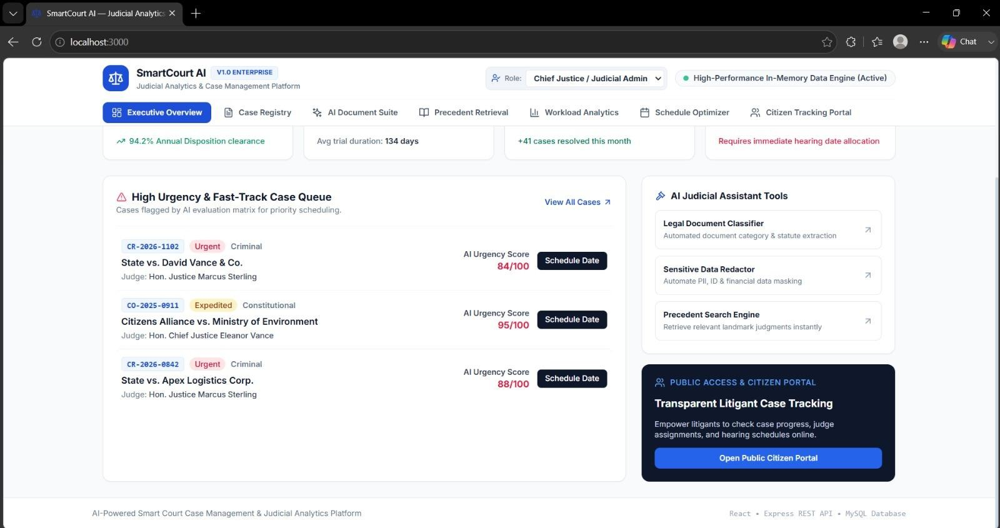 SmartCourt AI — Judicial Analytics
localhost:3000
Chat
SmartCourt AI V1.0 ENTERPRISE
Judicial Analytics & Case Management Platform
Role: Chief Justice / Judicial Admin
High-Performance In-Memory Data Engine (Active)
Executive Overview
Case Registry
AI Document Suite
Precedent Retrieval
Workload Analytics
Schedule Optimizer
Citizen Tracking Portal
94.2% Annual Disposition clearance
Avg trial duration: 134 days
+41 cases resolved this month
Requires immediate hearing date allocation
High Urgency & Fast-Track Case Queue
Cases flagged by AI evaluation matrix for priority scheduling.
View All Cases
CR-2026-1102 Urgent Criminal
State vs. David Vance & Co.
Judge: Hon. Justice Marcus Sterling
AI Urgency Score
84/100
Schedule Date
CO-2025-0911 Expedited Constitutional
Citizens Alliance vs. Ministry of Environment
Judge: Hon. Chief Justice Eleanor Vance
AI Urgency Score
95/100
Schedule Date
CR-2026-0842 Urgent Criminal
State vs. Apex Logistics Corp.
Judge: Hon. Justice Marcus Sterling
AI Urgency Score
88/100
Schedule Date
AI Judicial Assistant Tools
Legal Document Classifier
Automated document category & statute extraction
Sensitive Data Redactor
Automate PII, ID & financial data masking
Precedent Search Engine
Retrieve relevant landmark judgments instantly
PUBLIC ACCESS & CITIZEN PORTAL
Transparent Litigant Case Tracking
Empower litigants to check case progress, judge
assignments, and hearing schedules online.
Open Public Citizen Portal
AI-Powered Smart Court Case Management & Judicial Analytics Platform
React • Express REST API • MySQL Database